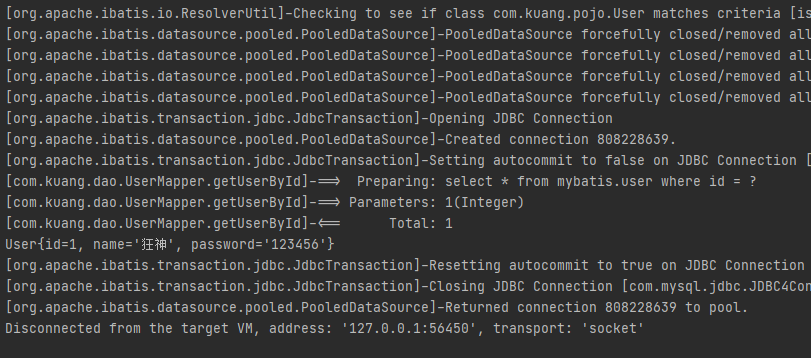 [org.apache.ibatis.io.ResolverUtil]-Checking to see if class com.kuang.pojo.User matches criteria [is
[org.apache.ibatis.datasource.pooled.PooledDataSource]-PooledDataSource forcefully closed/removed all
[org.apache.ibatis.datasource.pooled.PooledDataSource]-PooledDataSource forcefully closed/removed all
[org.apache.ibatis.datasource.pooled.PooledDataSource]-PooledDataSource forcefully closed/removed all
[org.apache.ibatis.datasource.pooled.PooledDataSource]-PooledDataSource forcefully closed/removed all
[org.apache.ibatis.transaction.jdbc.JdbcTransaction]-Opening JDBC Connection
[org.apache.ibatis.datasource.pooled.PooledDataSource]-Created connection 808228639.
[org.apache.ibatis.transaction.jdbc.JdbcTransaction]-Setting autocommit to false on JDBC Connection [
[com.kuang.dao.UserMapper.getUserById]-==>  Preparing: select * from mybatis.user where id = ?
[com.kuang.dao.UserMapper.getUserById]-==> Parameters: 1(Integer)
[com.kuang.dao.UserMapper.getUserById]-<==      Total: 1
User{id=1, name='狂神', password='123456'}
[org.apache.ibatis.transaction.jdbc.JdbcTransaction]-Resetting autocommit to true on JDBC Connection
[org.apache.ibatis.transaction.jdbc.JdbcTransaction]-Closing JDBC Connection [com.mysql.jdbc.JDBC4Con
[org.apache.ibatis.datasource.pooled.PooledDataSource]-Returned connection 808228639 to pool.
Disconnected from the target VM, address: '127.0.0.1:56450', transport: 'socket'